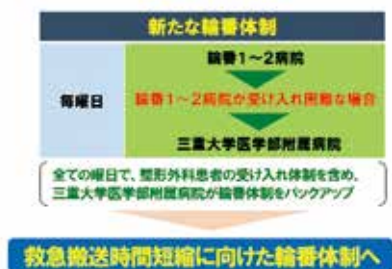 新たな輪番体制
輪番1~2病院
毎曜日
輪番1~2病院が受け入れ困難な場合
三重大学医学部附属病院
全ての曜日で、整形外科患者の受け入れ体制を含め、
三重大学医学部附属病院が輪番体制をバックアップ
救急搬送時間短縮に向けた輪番体制へ